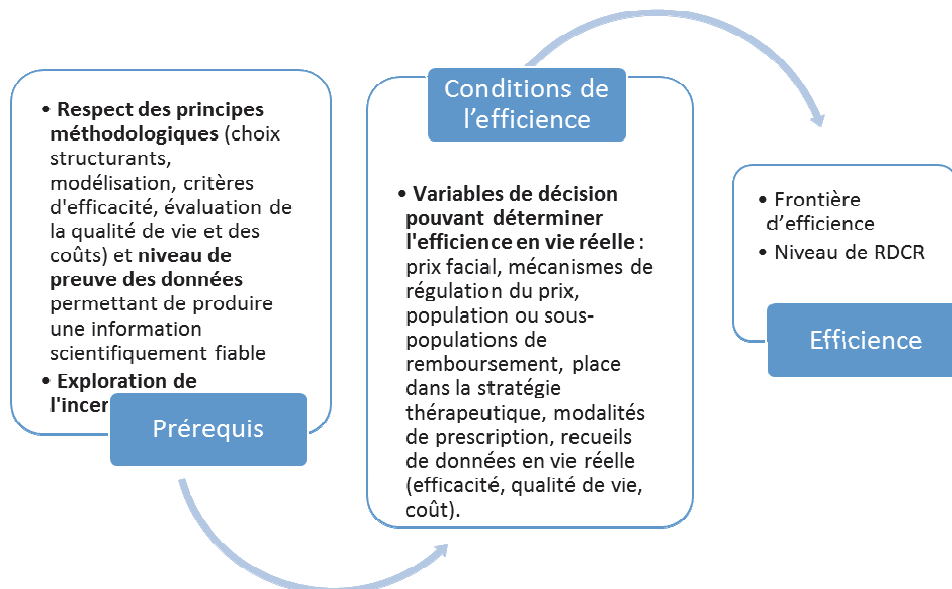 • Respect des principes
méthodologiques (choix
structurants,
modélisation, critères
d'efficacité, évaluation de
la qualité de vie et des
coûts) et niveau de
preuve des données
permettant de produire
une information
scientifiquement fiable
• Exploration de
Prérequis
Conditions de
l'efficience
• Variables de décision
pouvant déterminer
l'efficience en vie réelle :
prix facial, mécanismes de
régulation du prix,
population ou sous-
populations de
remboursement, place
dans la stratégie
thérapeutique, modalités
de prescription, recueils
de données en vie réelle
(efficacité, qualité de vie,
coût).
• Frontière
d’efficience
• Niveau de RDCR
Efficience